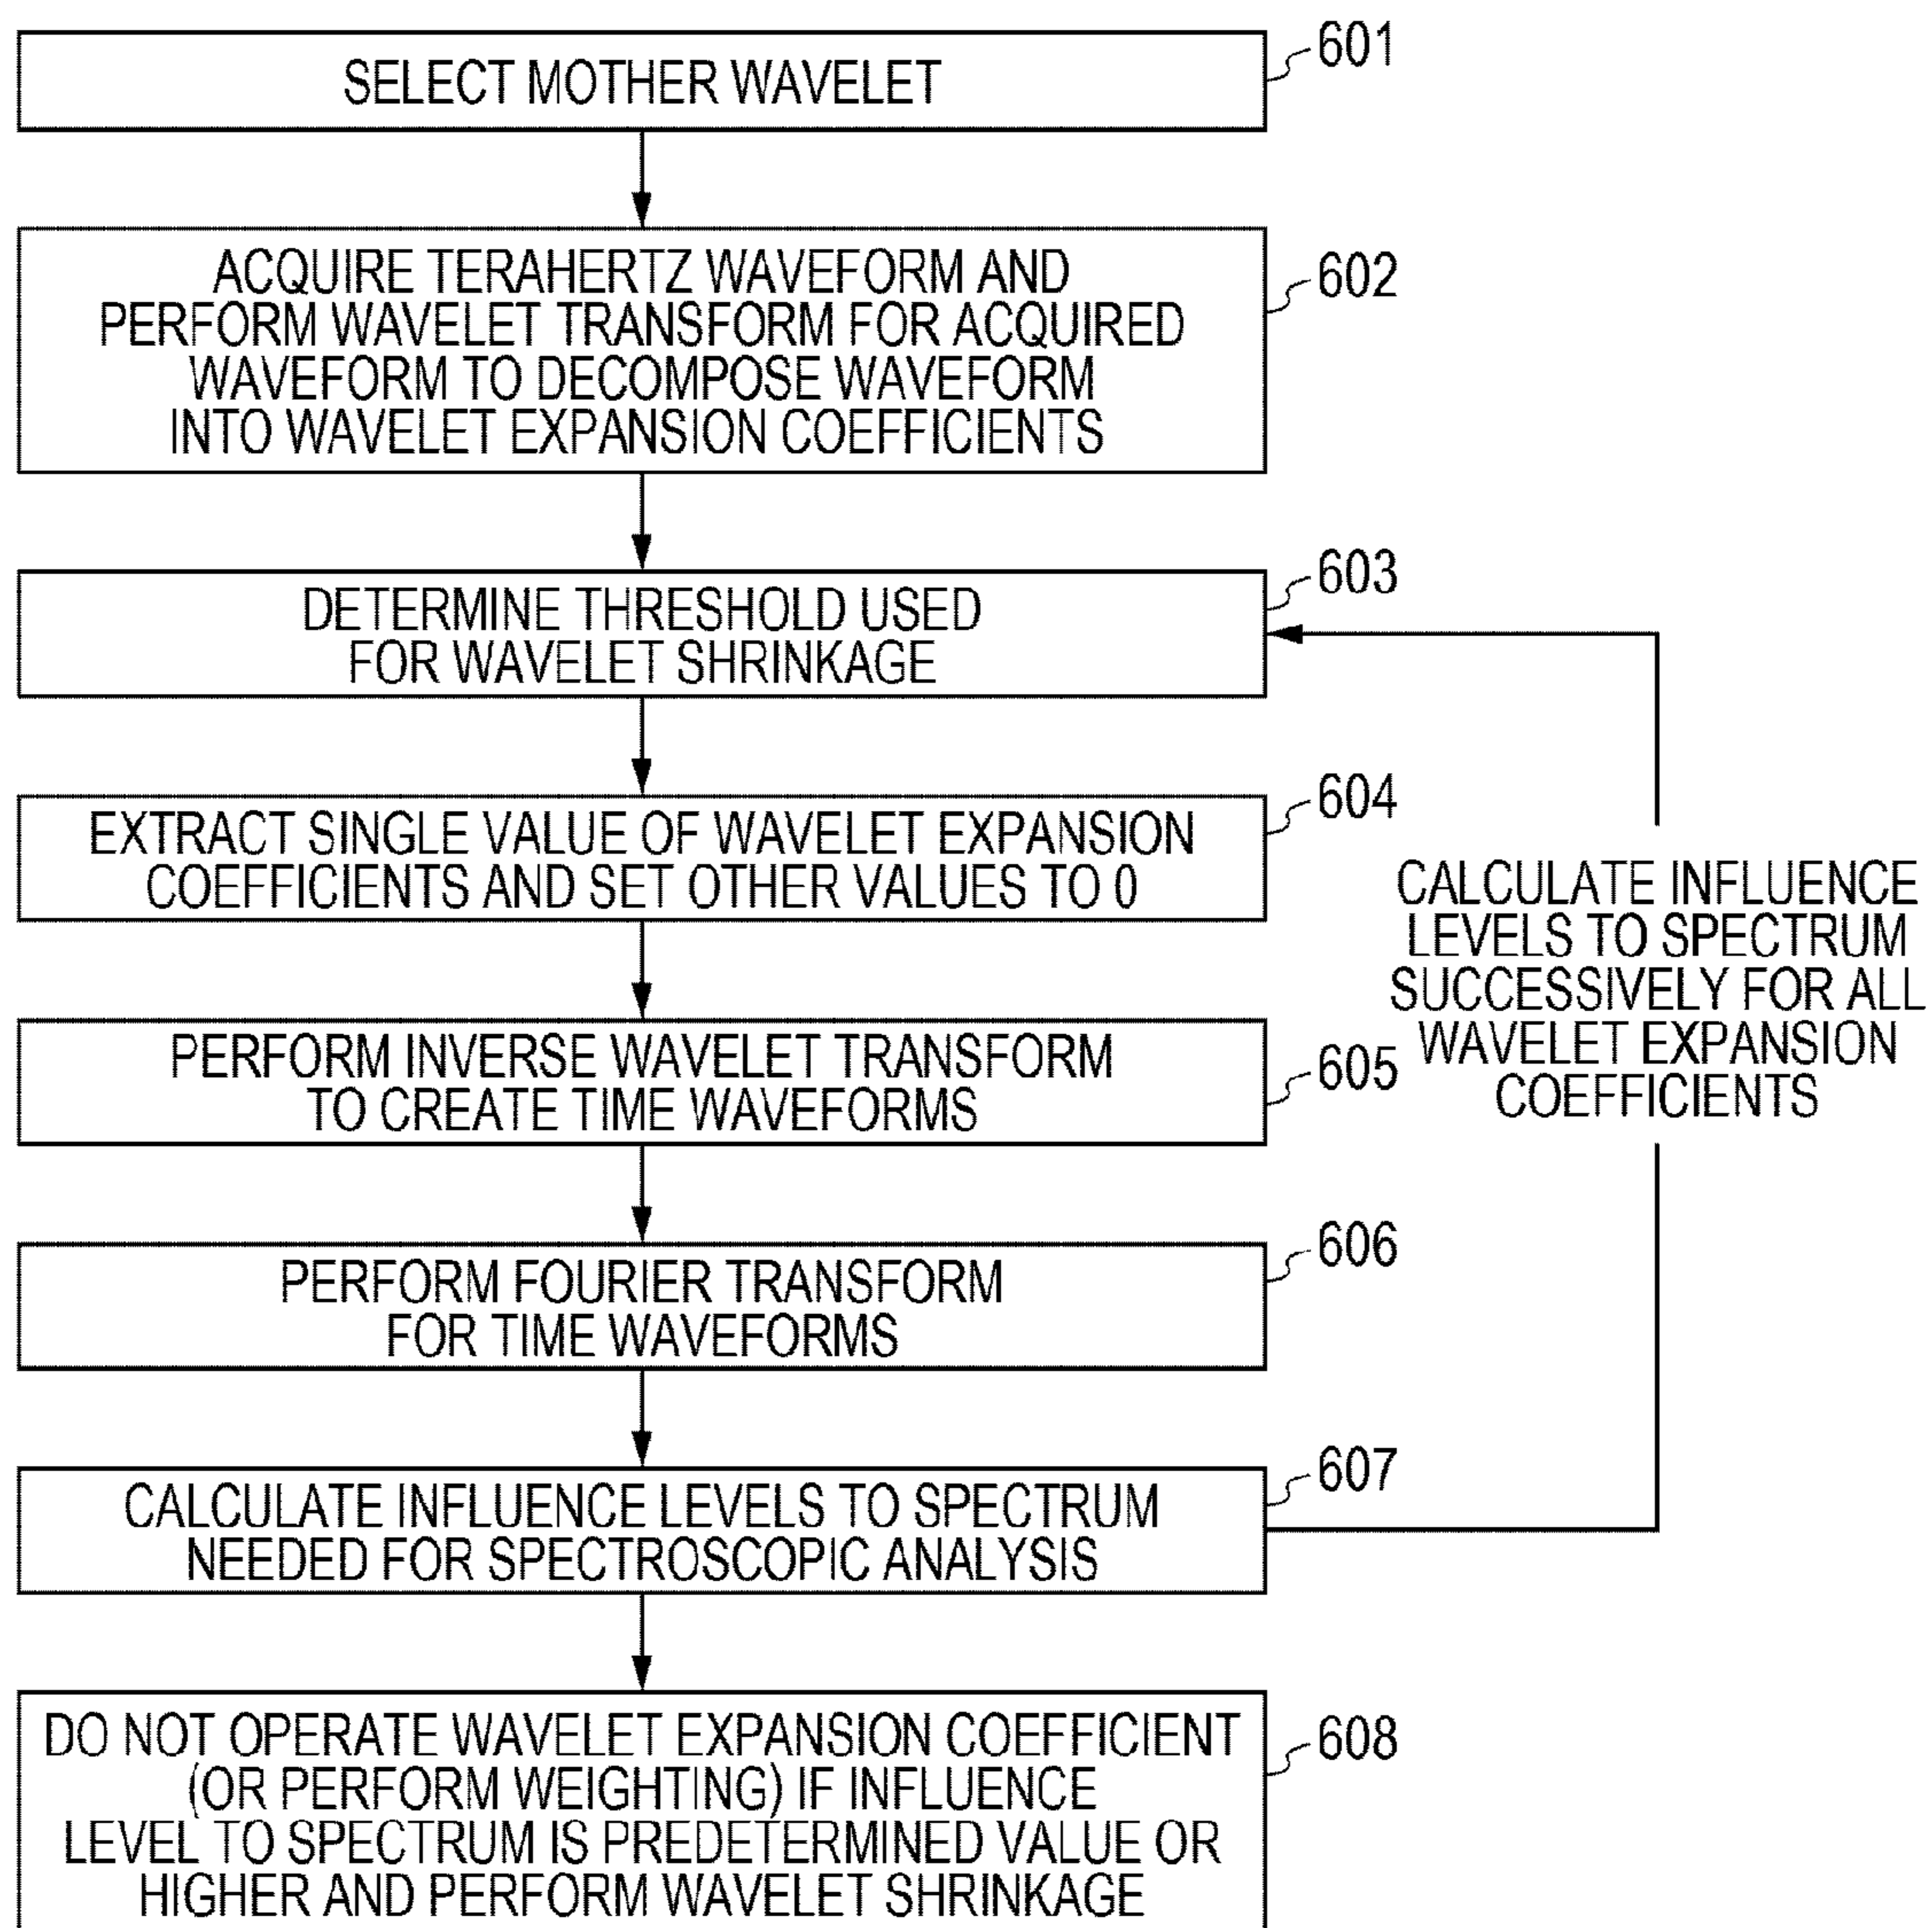 SELECT MOTHER WAVELET
601
ACQUIRE TERAHERTZ WAVEFORM AND
PERFORM WAVELET TRANSFORM FOR ACQUIRED
WAVEFORM TO DECOMPOSE WAVEFORM
INTO WAVELET EXPANSION COEFFICIENTS
602
DETERMINE THRESHOLD USED
FOR WAVELET SHRINKAGE
603
EXTRACT SINGLE VALUE OF WAVELET EXPANSION
COEFFICIENTS AND SET OTHER VALUES TO 0
604
PERFORM INVERSE WAVELET TRANSFORM
TO CREATE TIME WAVEFORMS
605
PERFORM FOURIER TRANSFORM
FOR TIME WAVEFORMS
606
CALCULATE INFLUENCE LEVELS TO SPECTRUM
NEEDED FOR SPECTROSCOPIC ANALYSIS
607
CALCULATE INFLUENCE
LEVELS TO SPECTRUM
SUCCESSIVELY FOR ALL
WAVELET EXPANSION
COEFFICIENTS
DO NOT OPERATE WAVELET EXPANSION COEFFICIENT
(OR PERFORM WEIGHTING) IF INFLUENCE
LEVEL TO SPECTRUM IS PREDETERMINED VALUE OR
HIGHER AND PERFORM WAVELET SHRINKAGE
608